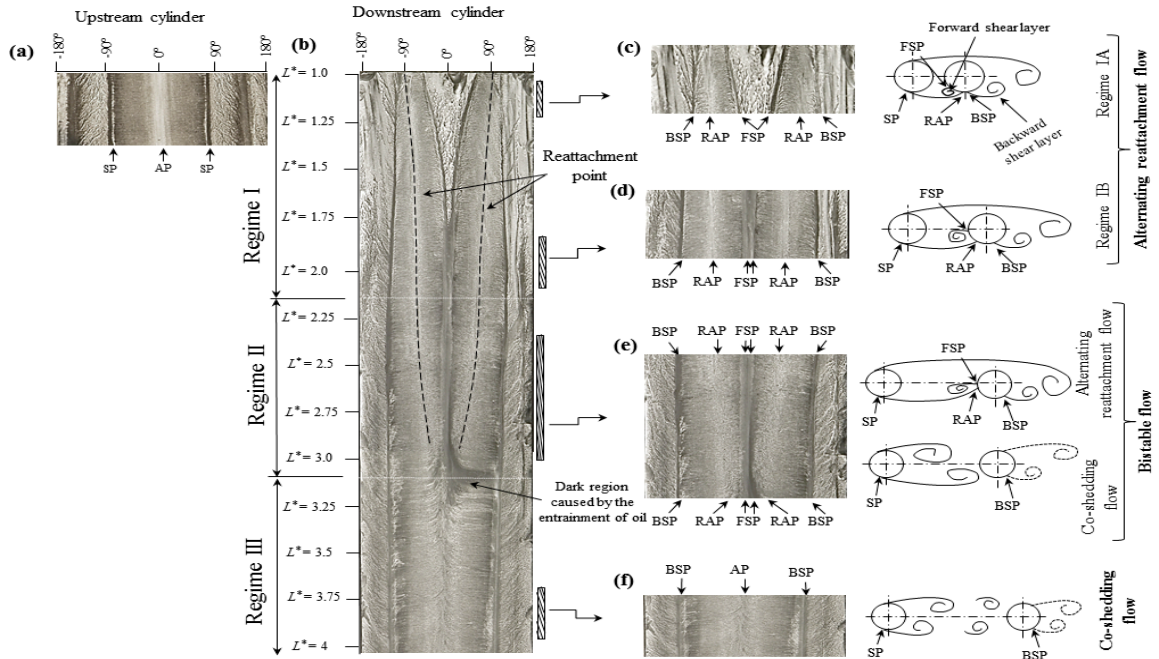 Upstream cylinder
Downstream cylinder
(a)
-180°
-90°
0°
90°
180°
SP
AP
SP
(b)
-180°
-90°
0°
90°
180°
L*= 1.0
L*= 1.25
L*= 1.5
L*= 1.75
L*= 2.0
L*= 2.25
L*= 2.5
L*= 2.75
L*= 3.0
L*= 3.25
L*= 3.5
L*= 3.75
L*= 4
Regime I
Regime II
Regime III
Reattachment
point
Dark region
caused by the
entrainment of oil
(c)
BSP
RAP
FSP
RAP
BSP
Forward shear layer
FSP
SP
RAP
BSP
Backward
shear layer
Regime IA
(d)
BSP
RAP
FSP
RAP
BSP
FSP
SP
RAP
BSP
Regime IB
Alternating reattachment flow
(e)
BSP
RAP
FSP
RAP
BSP
BSP
RAP
FSP
RAP
BSP
FSP
SP
RAP
BSP
Alternating
reattachment flow
SP
BSP
Co-shedding
flow
Bistable flow
(f)
BSP
AP
BSP
SP
BSP
Co-shedding
flow